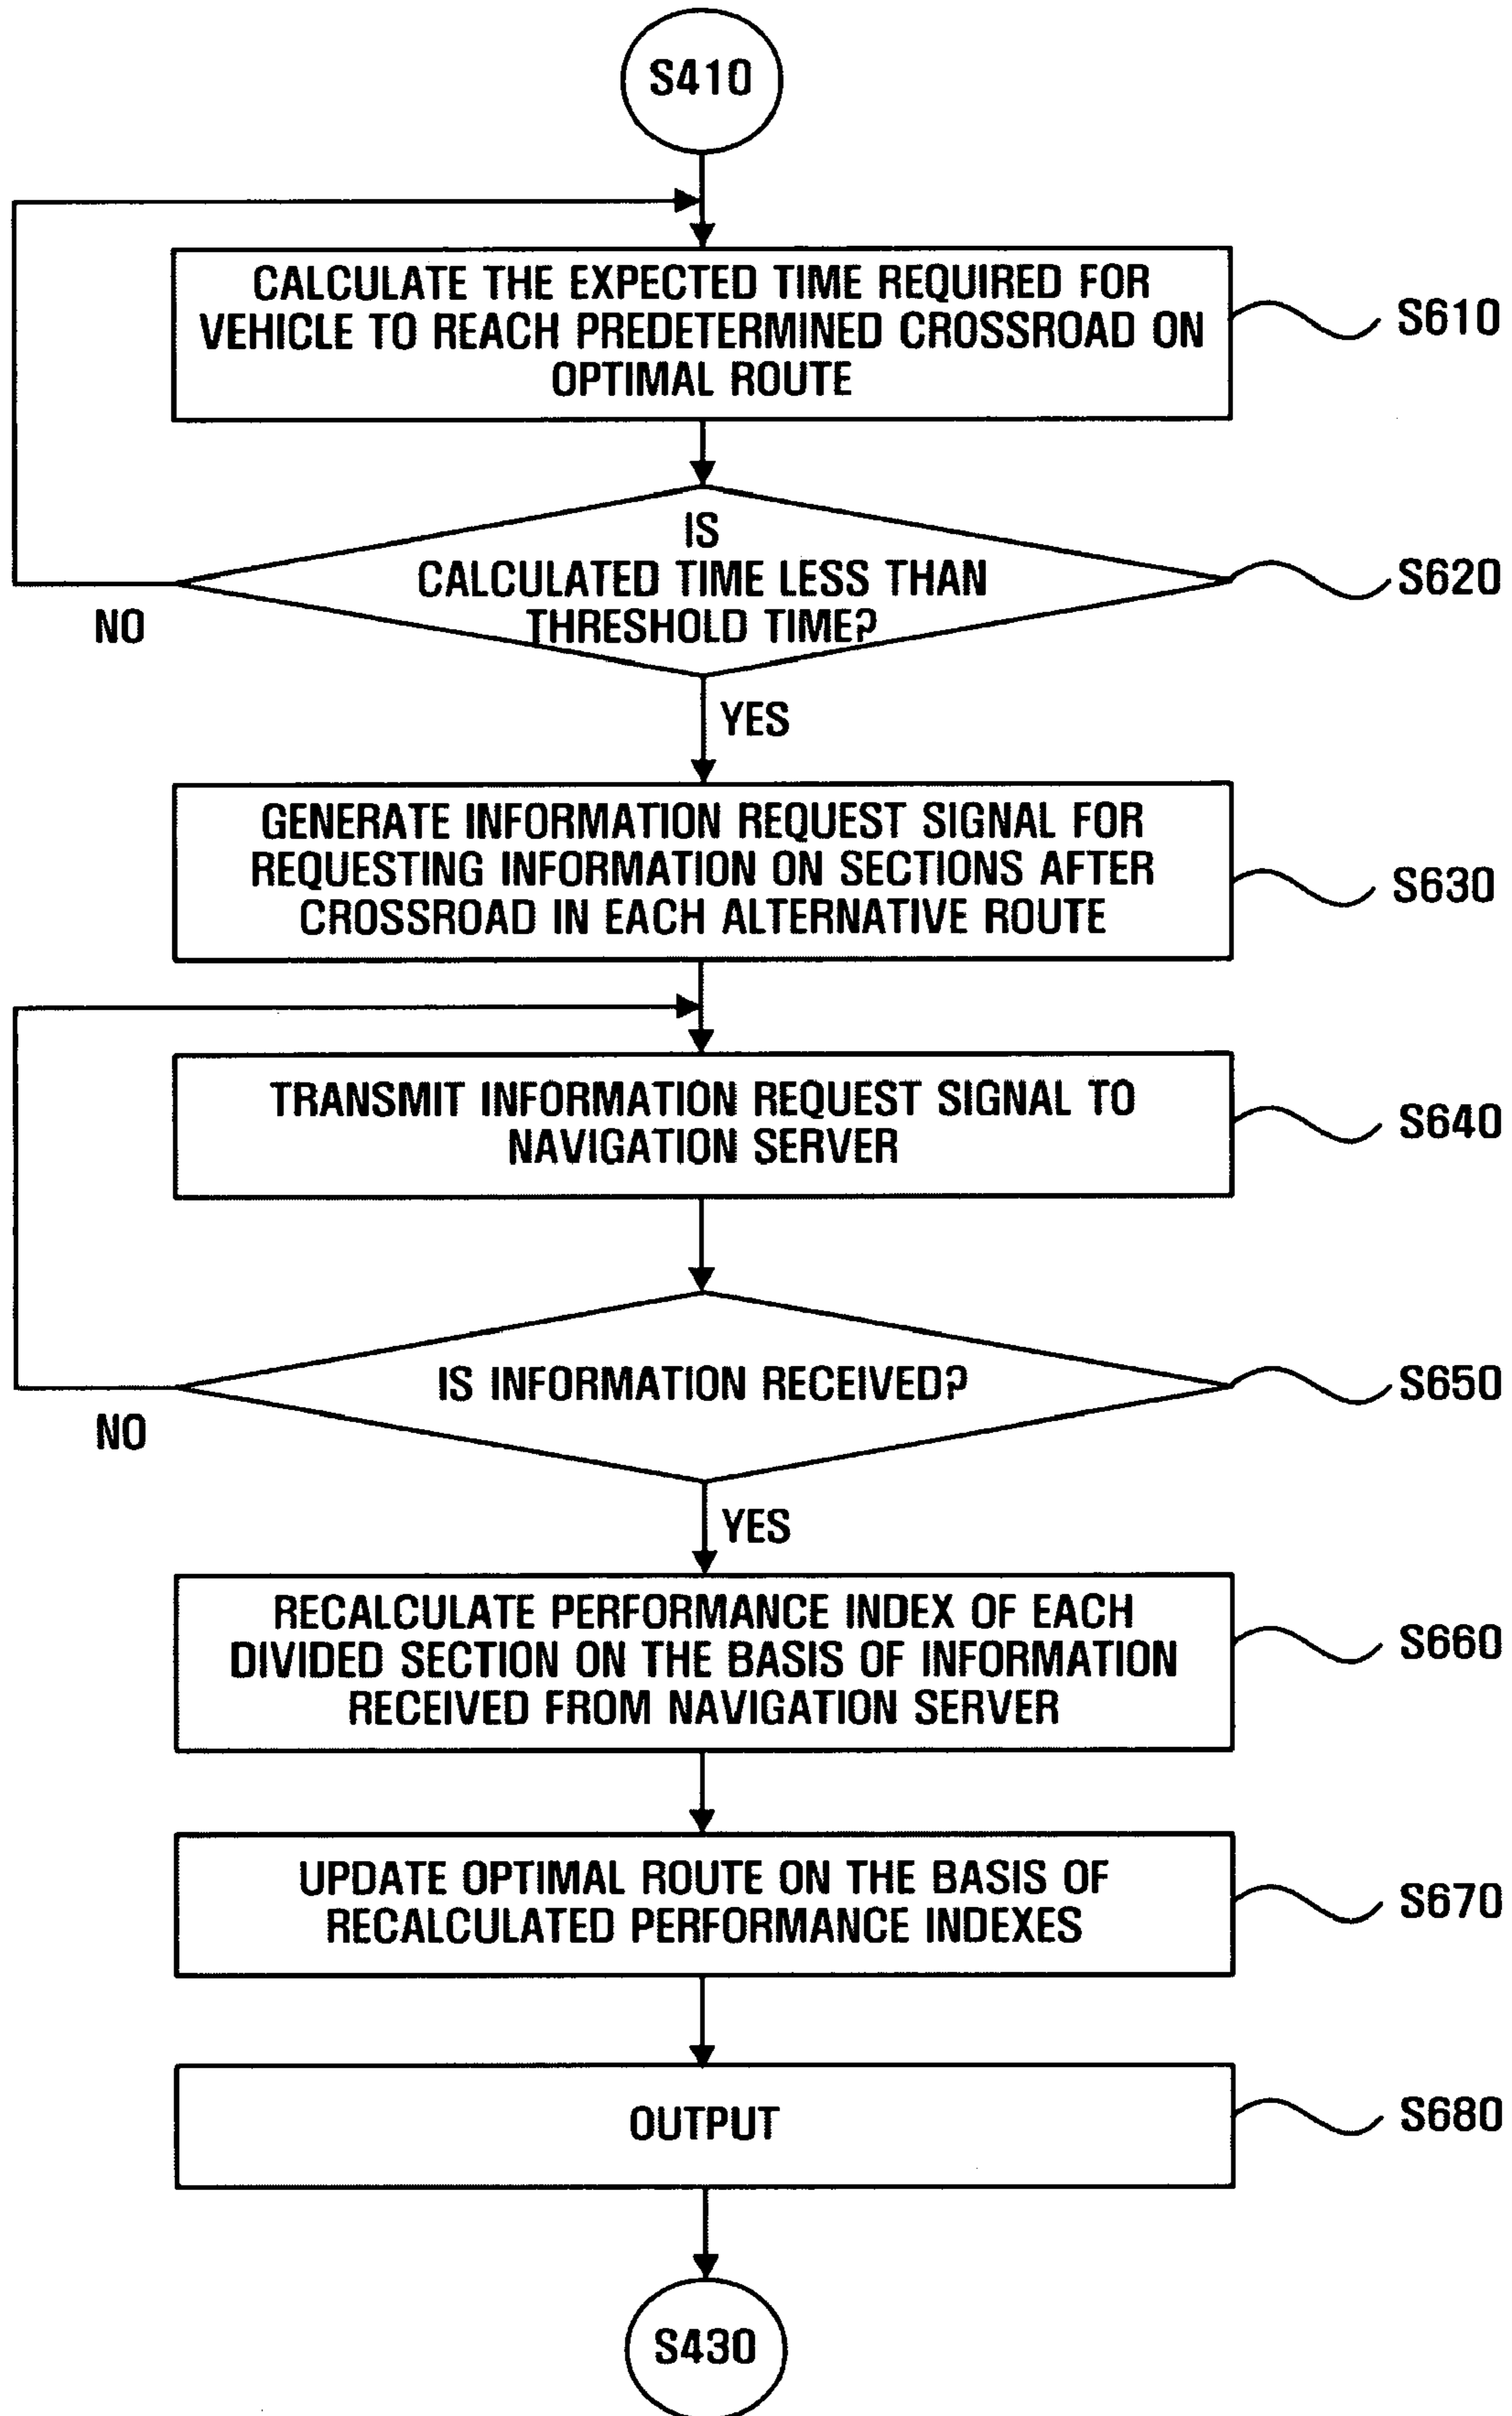 S410
CALCULATE THE EXPECTED TIME REQUIRED FOR
VEHICLE TO REACH PREDETERMINED CROSSROAD ON
OPTIMAL ROUTE
S610
IS
CALCULATED TIME LESS THAN
THRESHOLD TIME?
S620
NO
YES
GENERATE INFORMATION REQUEST SIGNAL FOR
REQUESTING INFORMATION ON SECTIONS AFTER
CROSSROAD IN EACH ALTERNATIVE ROUTE
S630
TRANSMIT INFORMATION REQUEST SIGNAL TO
NAVIGATION SERVER
S640
IS INFORMATION RECEIVED?
S650
NO
YES
RECALCULATE PERFORMANCE INDEX OF EACH
DIVIDED SECTION ON THE BASIS OF INFORMATION
RECEIVED FROM NAVIGATION SERVER
S660
UPDATE OPTIMAL ROUTE ON THE BASIS OF
RECALCULATED PERFORMANCE INDEXES
S670
OUTPUT
S680
S430